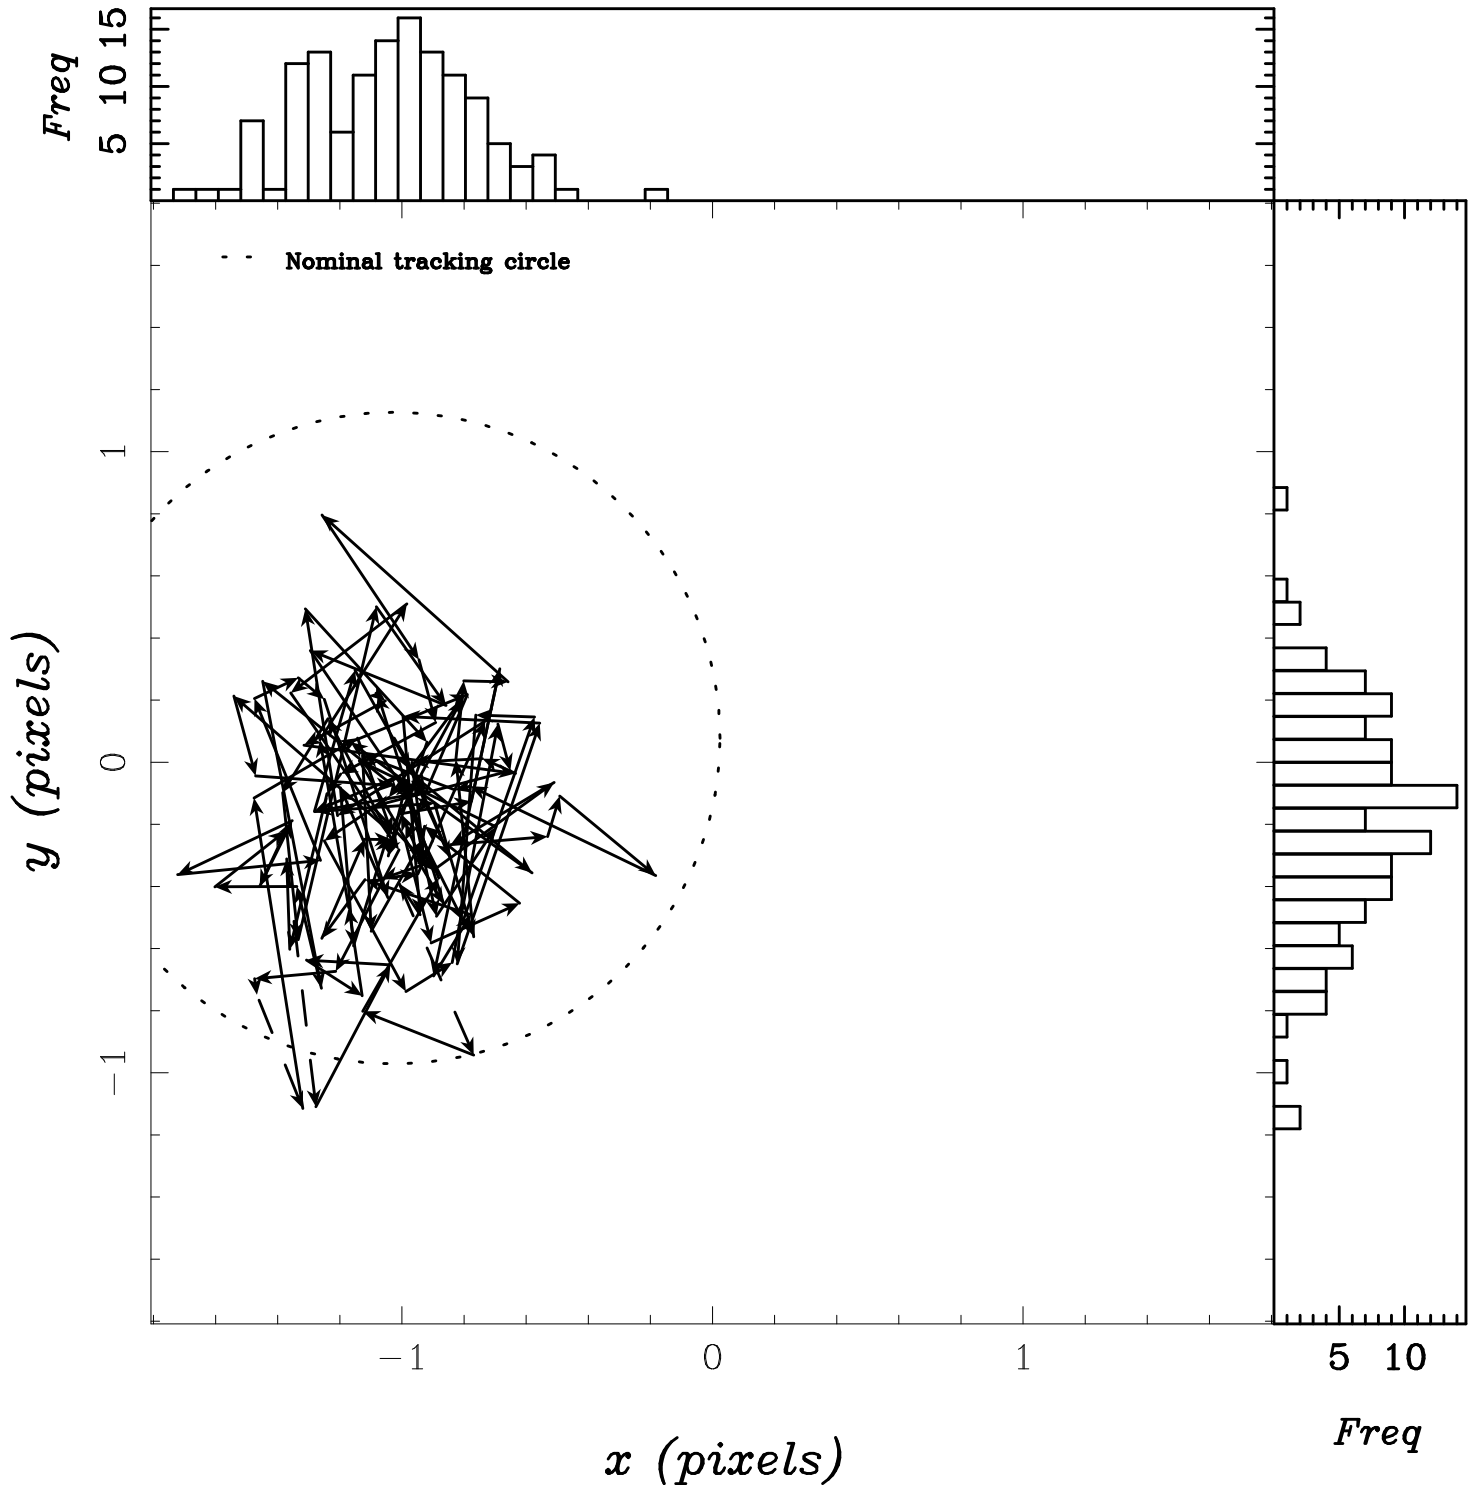 Freq
5 10 15
Nominal tracking circle
y (pixels)
1
0
−1
−1 0 1
5 10
x (pixels)
Freq